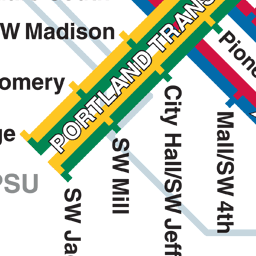 W Madison
PORTLAND TRANS
Pione
omery
ge
PSU
SW Ja
SW Mill
City Hall/SW Jeff
Mall/SW 4th